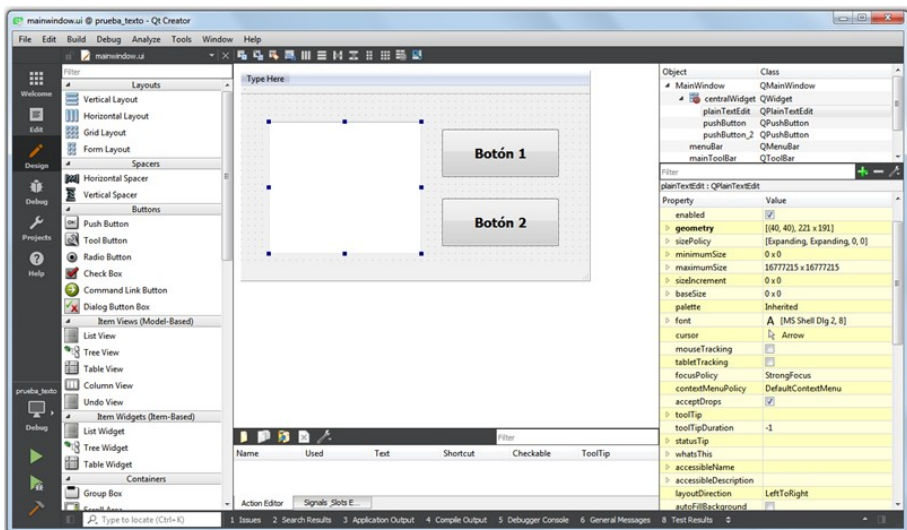 mainwindow.ui @ prueba_texto - Qt Creator
File Edit Build Debug Analyze Tools Window Help
mainwindow.ui
Welcome
Edit
Design
Debug
Projects
Help
prueba_texto
Debug
Filter
Layouts
Vertical Layout
Horizontal Layout
Grid Layout
Form Layout
Spacers
Horizontal Spacer
Vertical Spacer
Buttons
Push Button
Tool Button
Radio Button
Check Box
Command Link Button
Dialog Button Box
Item Views (Model-Based)
List View
Tree View
Table View
Column View
Undo View
Item Widgets (Item-Based)
List Widget
Tree Widget
Table Widget
Containers
Group Box
Type Here
Botón 1
Botón 2
Filter
Name Used Text Shortcut Checkable ToolTip
Action Editor Signals Slots E...
Object Class
MainWindow QMainWindow
centralWidget QWidget
plainTextEdit QPlainTextEdit
pushButton QPushButton
pushButton_2 QPushButton
menuBar QMenuBar
mainToolBar QToolBar
Filter
plainTextEdit : QPlainTextEdit
Property Value
enabled
geometry [(40, 40), 221 x 191]
sizePolicy [Expanding, Expanding, 0, 0]
minimumSize 0 x 0
maximumSize 16777215 x 16777215
sizeIncrement 0 x 0
baseSize 0 x 0
palette Inherited
font A [MS Shell Dlg 2, 8]
cursor Arrow
mouseTracking
tabletTracking
focusPolicy StrongFocus
contextMenuPolicy DefaultContextMenu
acceptDrops
toolTip
toolTipDuration -1
statusTip
whatsThis
accessibleName
accessibleDescription
layoutDirection LeftToRight
autoFillBackground
Type to locate (Ctrl+K) 1 Issues 2 Search Results 3 Application Output 4 Compile Output 5 Debugger Console 6 General Messages 8 Test Results